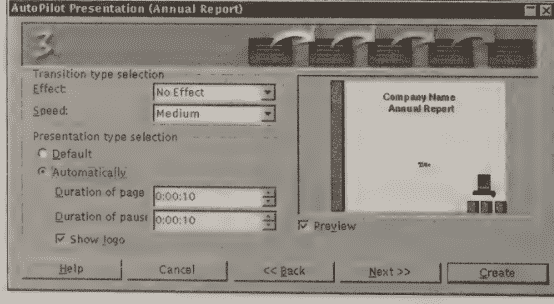 AutoPilot Presentation (Annual Report)
3
Transition type selection
Effect: No Effect
Speed: Medium
Presentation type selection
Default
Automatically
Duration of page 0:00:10
Duration of paus 0:00:10
Show logo
Company Name
Annual Report
Title
Preview
Help Cancel << Back Next >> Create